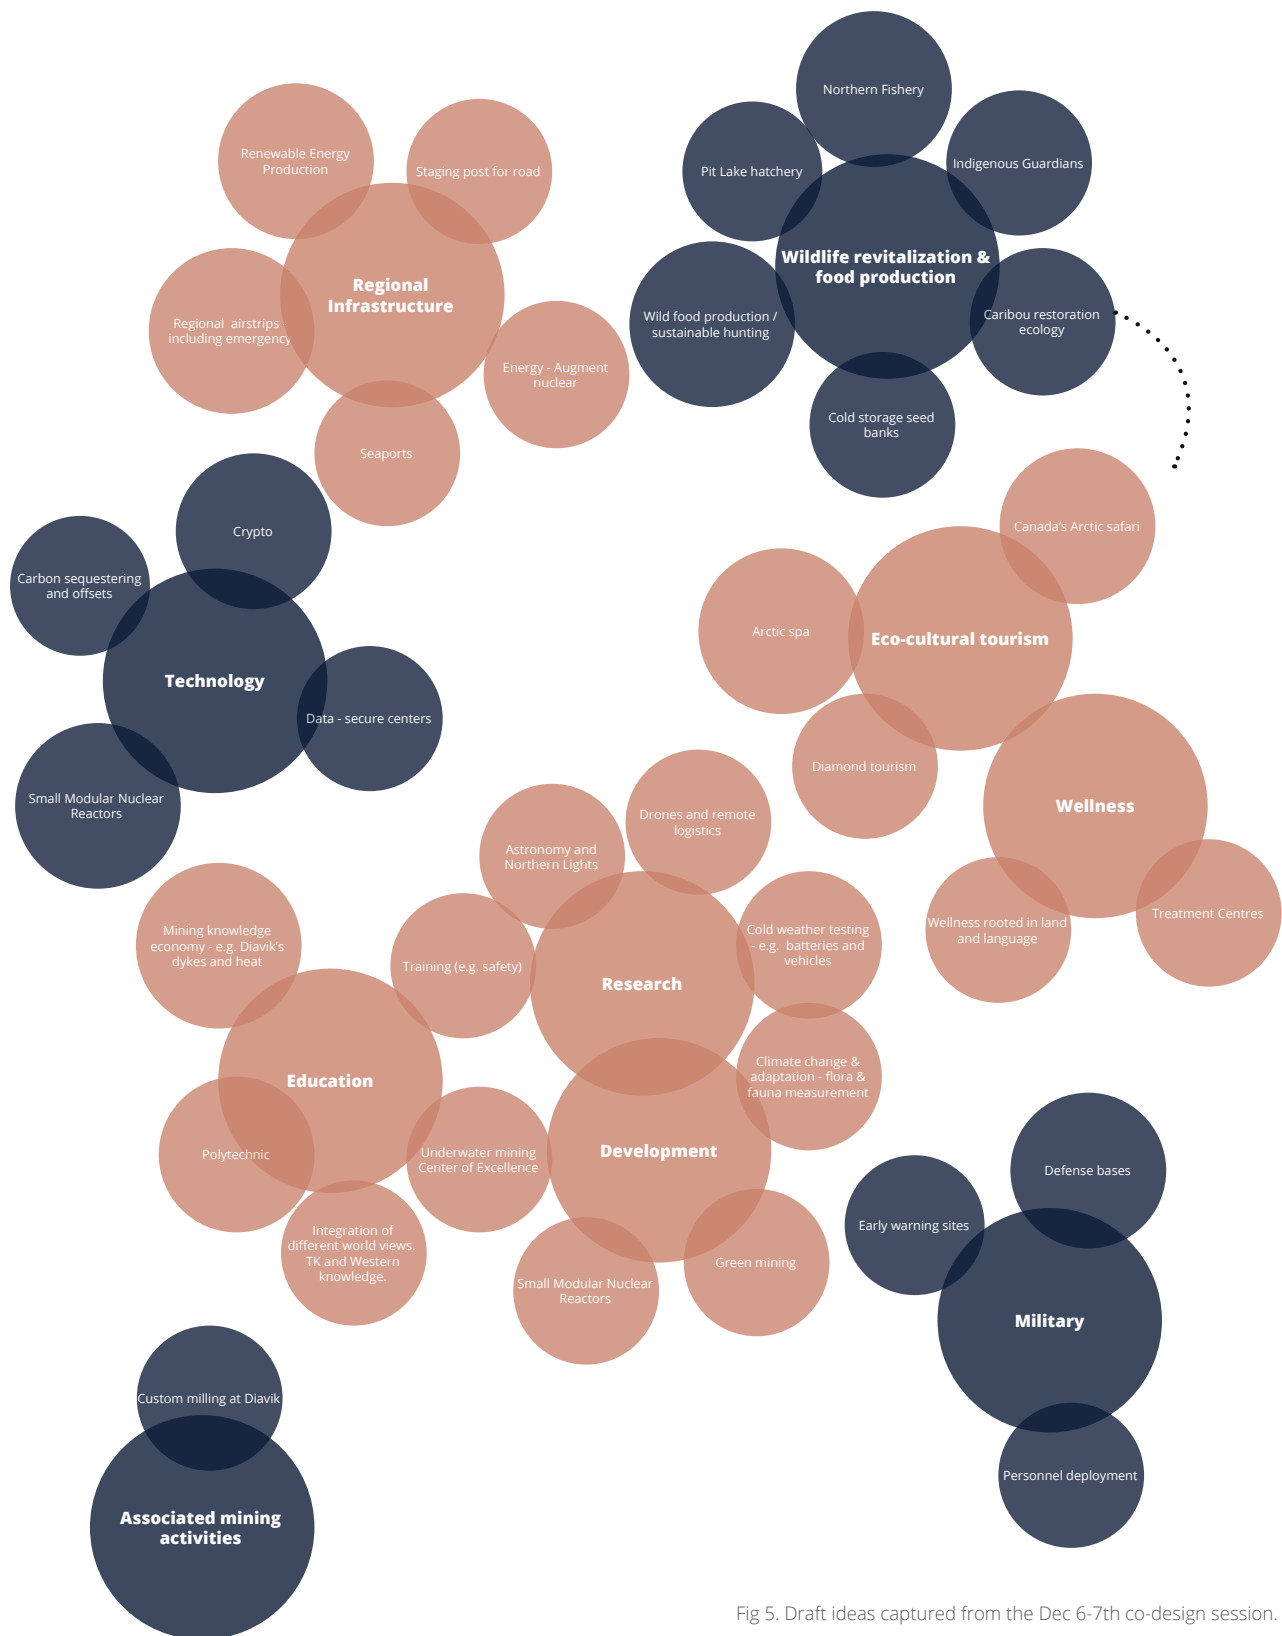 Northern Fishery
Renewable Energy
Production
Staging post for road
Pit Lake hatchery
Indigenous Guardians
Regional
Infrastructure
Wildlife revitalization &
food production
Regional  airstrips -
including emergency
Wild food production /
sustainable hunting
Caribou restoration
ecology
Energy - Augment
nuclear
Seaports
Cold storage seed
banks
Crypto
Carbon sequestering
and offsets
Technology
Data - secure centers
Small Modular Nuclear
Reactors
Canada's Arctic safari
Arctic spa
Eco-cultural tourism
Diamond tourism
Wellness
Wellness rooted in land
and language
Treatment Centres
Drones and remote
logistics
Astronomy and
Northern Lights
Mining knowledge
economy - e.g. Diavik's
dykes and heat
Training (e.g. safety)
Research
Cold weather testing
- e.g.  batteries and
vehicles
Education
Climate change &
adaptation - flora &
fauna measurement
Polytechnic
Underwater mining
Center of Excellence
Development
Integration of
different world views.
TK and Western
knowledge.
Small Modular Nuclear
Reactors
Green mining
Early warning sites
Defense bases
Military
Personnel deployment
Custom milling at Diavik
Associated mining
activities
Fig 5. Draft ideas captured from the Dec 6-7th co-design session.